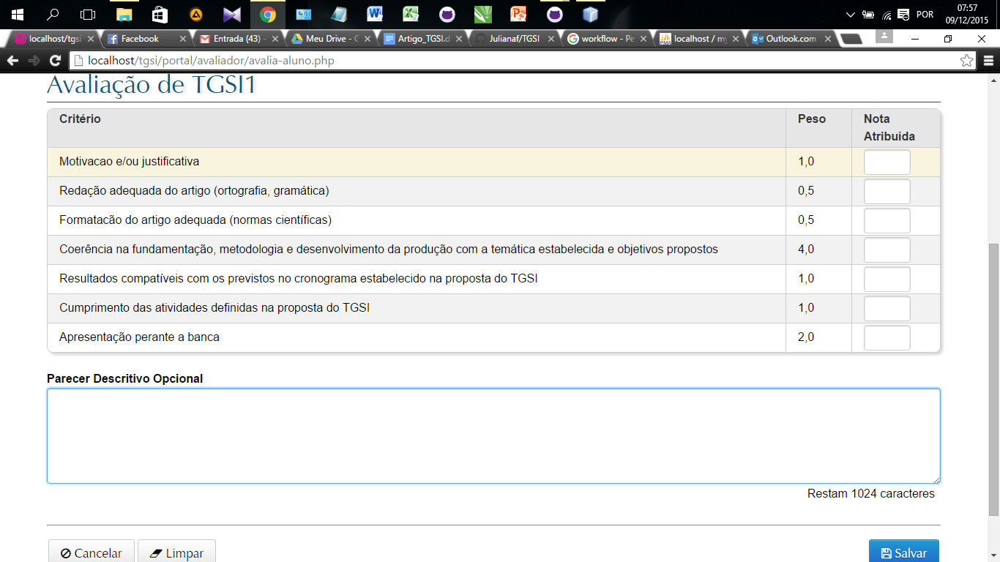 07:57
POR
09/12/2015
localhost/tgsi
Facebook
Entrada (43) -
Meu Drive - G
Artigo_TGSI.d
Julianaf/TGSI
workflow - Pe
localhost / my
Outlook.com
localhost/tgsi/portal/avaliador/avalia-aluno.php
Avaliação de TGSI1
Critério Peso Nota
Atribuída
Motivacao e/ou justificativa 1,0
Redação adequada do artigo (ortografia, gramática) 0,5
Formatacão do artigo adequada (normas científicas) 0,5
Coerência na fundamentação, metodologia e desenvolvimento da produção com a temática estabelecida e objetivos propostos 4,0
Resultados compatíveis com os previstos no cronograma estabelecido na proposta do TGSI 1,0
Cumprimento das atividades definidas na proposta do TGSI 1,0
Apresentação perante a banca 2,0
Parecer Descritivo Opcional
Restam 1024 caracteres
Cancelar Limpar Salvar